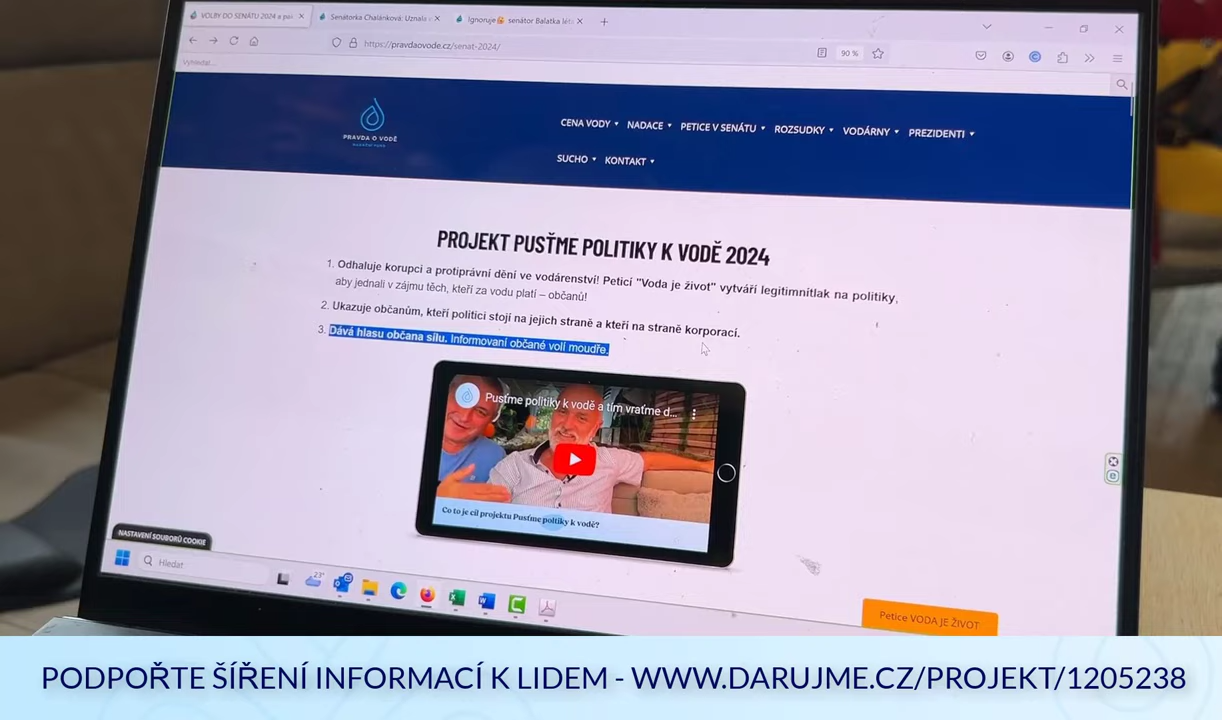 VOLBY DO SENÁTU 2024 a
Senátorka Chalánková: Uznala
Ignoruje senátor Balatka
https://pravdaovode.cz/senat-2024/
90 %
Vyhledat...
PRAVDA O VODĚ
CENA VODY NADACE PETICE V SENÁTU ROZSUDKY VODÁRNY PREZIDENTI
SUCHO KONTAKT
PROJEKT PUSŤME POLITIKY K VODĚ 2024
1. Odhaluje korupci a protiprávní dění ve vodárenství! Peticí "Voda je život" vytváří legitimnítlak na politiky,
aby jednali v zájmu těch, kteří za vodu platí – občanů!
2. Ukazuje občanům, kteří politici stojí na jejich straně a kteří na straně korporací.
3. Dává hlasu občana sílu. Informovaní občané volí moudře.
Pusťme politiky k vodě a tím vraťme d...
Co to je cíl projektu Pusťme poltiky k vodě?
NASTAVENÍ SOUBORŮ COOKIE
Hledat
23°
Petice VODA JE ŽIVOT
PODPOŘTE ŠÍŘENÍ INFORMACÍ K LIDEM - WWW.DARUJME.CZ/PROJEKT/1205238